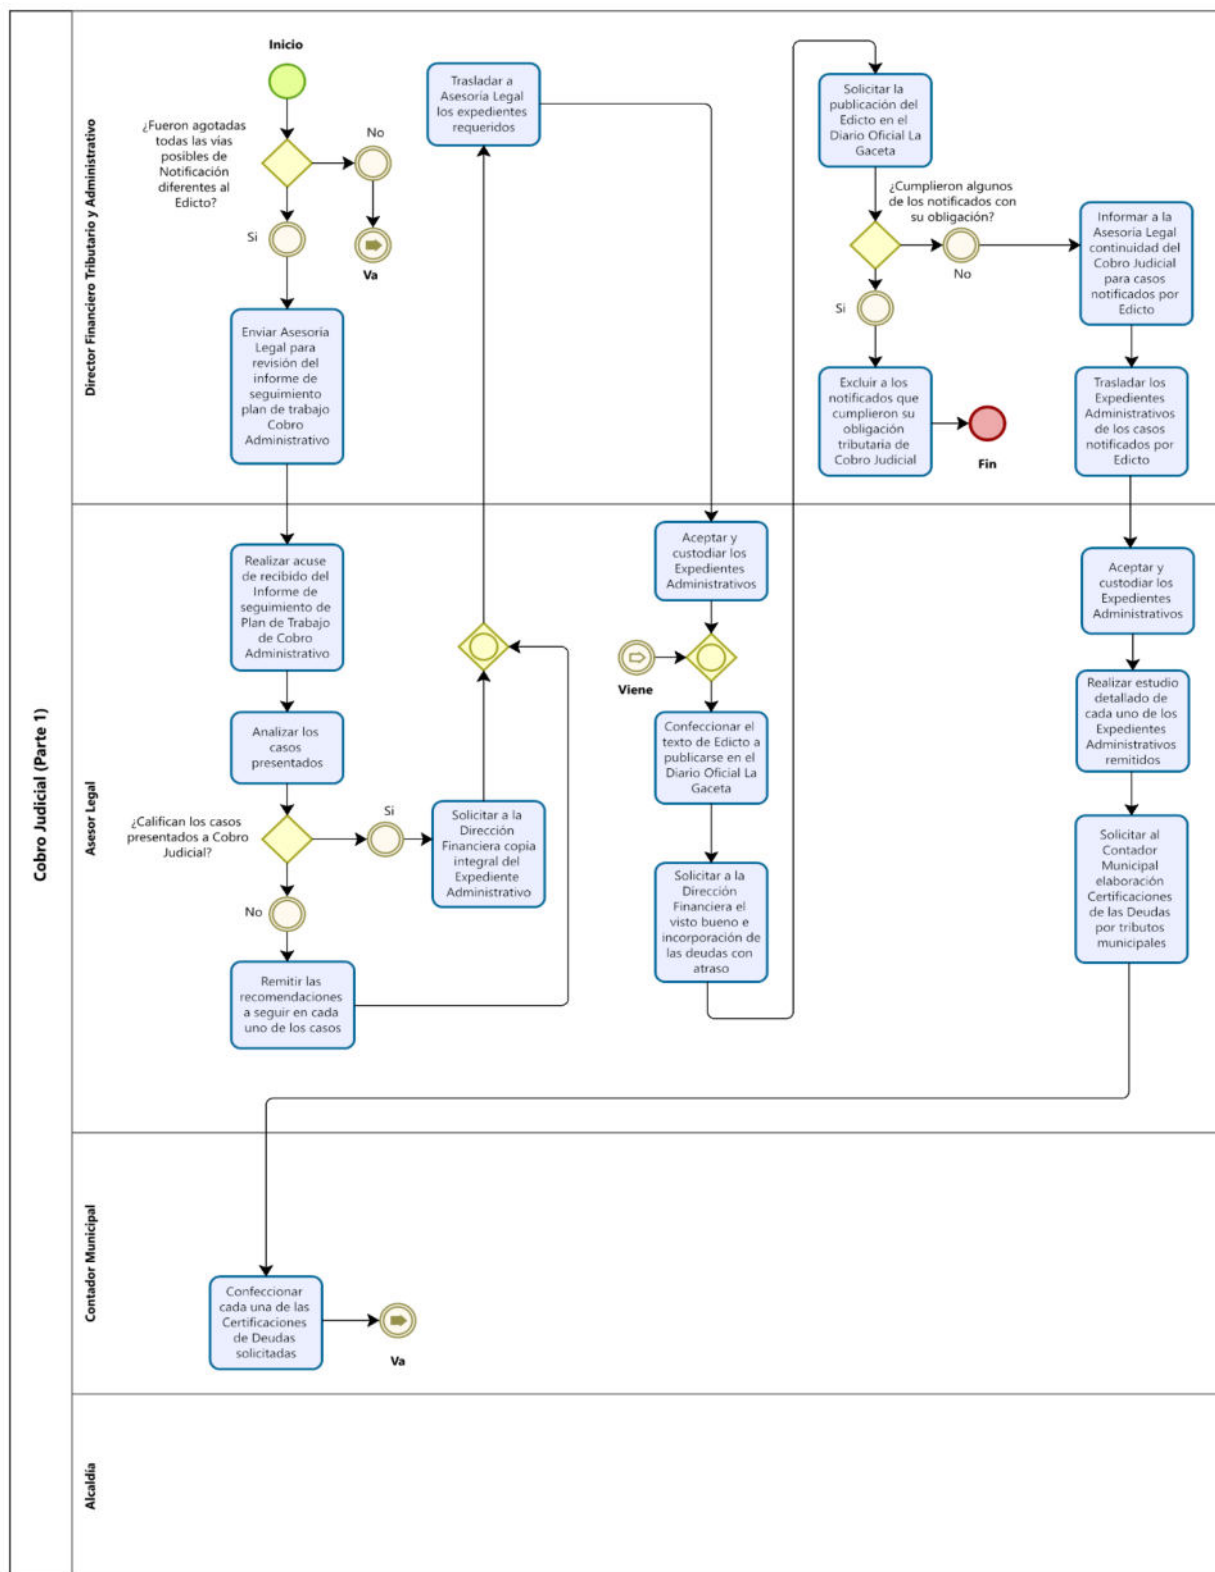 Cobro Judicial (Parte 1)
Director Financiero Tributario y Administrativo
Inicio
¿Fueron agotadas
todas las vías
posibles de
Notificación
diferentes al
Edicto?
No
Si
Va
Enviar Asesoría
Legal para
revisión del
informe de
seguimiento
plan de trabajo
Cobro
Administrativo
Trasladar a
Asesoría Legal
los expedientes
requeridos
Solicitar la
publicación del
Edicto en el
Diario Oficial La
Gaceta
¿Cumplieron algunos
de los notificados con
su obligación?
No
Si
Informar a la
Asesoría Legal
continuidad del
Cobro Judicial
para casos
notificados por
Edicto
Excluir a los
notificados que
cumplieron su
obligación
tributaria de
Cobro Judicial
Fin
Trasladar los
Expedientes
Administrativos
de los casos
notificados por
Edicto
Asesor Legal
Realizar acuse
de recibido del
Informe de
seguimiento de
Plan de Trabajo
de Cobro
Administrativo
Analizar los
casos
presentados
¿Califican los casos
presentados a Cobro
Judicial?
Si
No
Solicitar a la
Dirección
Financiera copia
integral del
Expediente
Administrativo
Remitir las
recomendaciones
a seguir en cada
uno de los casos
Aceptar y
custodiar los
Expedientes
Administrativos
Viene
Confeccionar el
texto de Edicto a
publicarse en el
Diario Oficial La
Gaceta
Solicitar a la
Dirección
Financiera el
visto bueno e
incorporación de
las deudas con
atraso
Aceptar y
custodiar los
Expedientes
Administrativos
Realizar estudio
detallado de
cada uno de los
Expedientes
Administrativos
remitidos
Solicitar al
Contador
Municipal
elaboración
Certificaciones
de las Deudas
por tributos
municipales
Contador Municipal
Confeccionar
cada una de las
Certificaciones
de Deudas
solicitadas
Va
Alcaldía